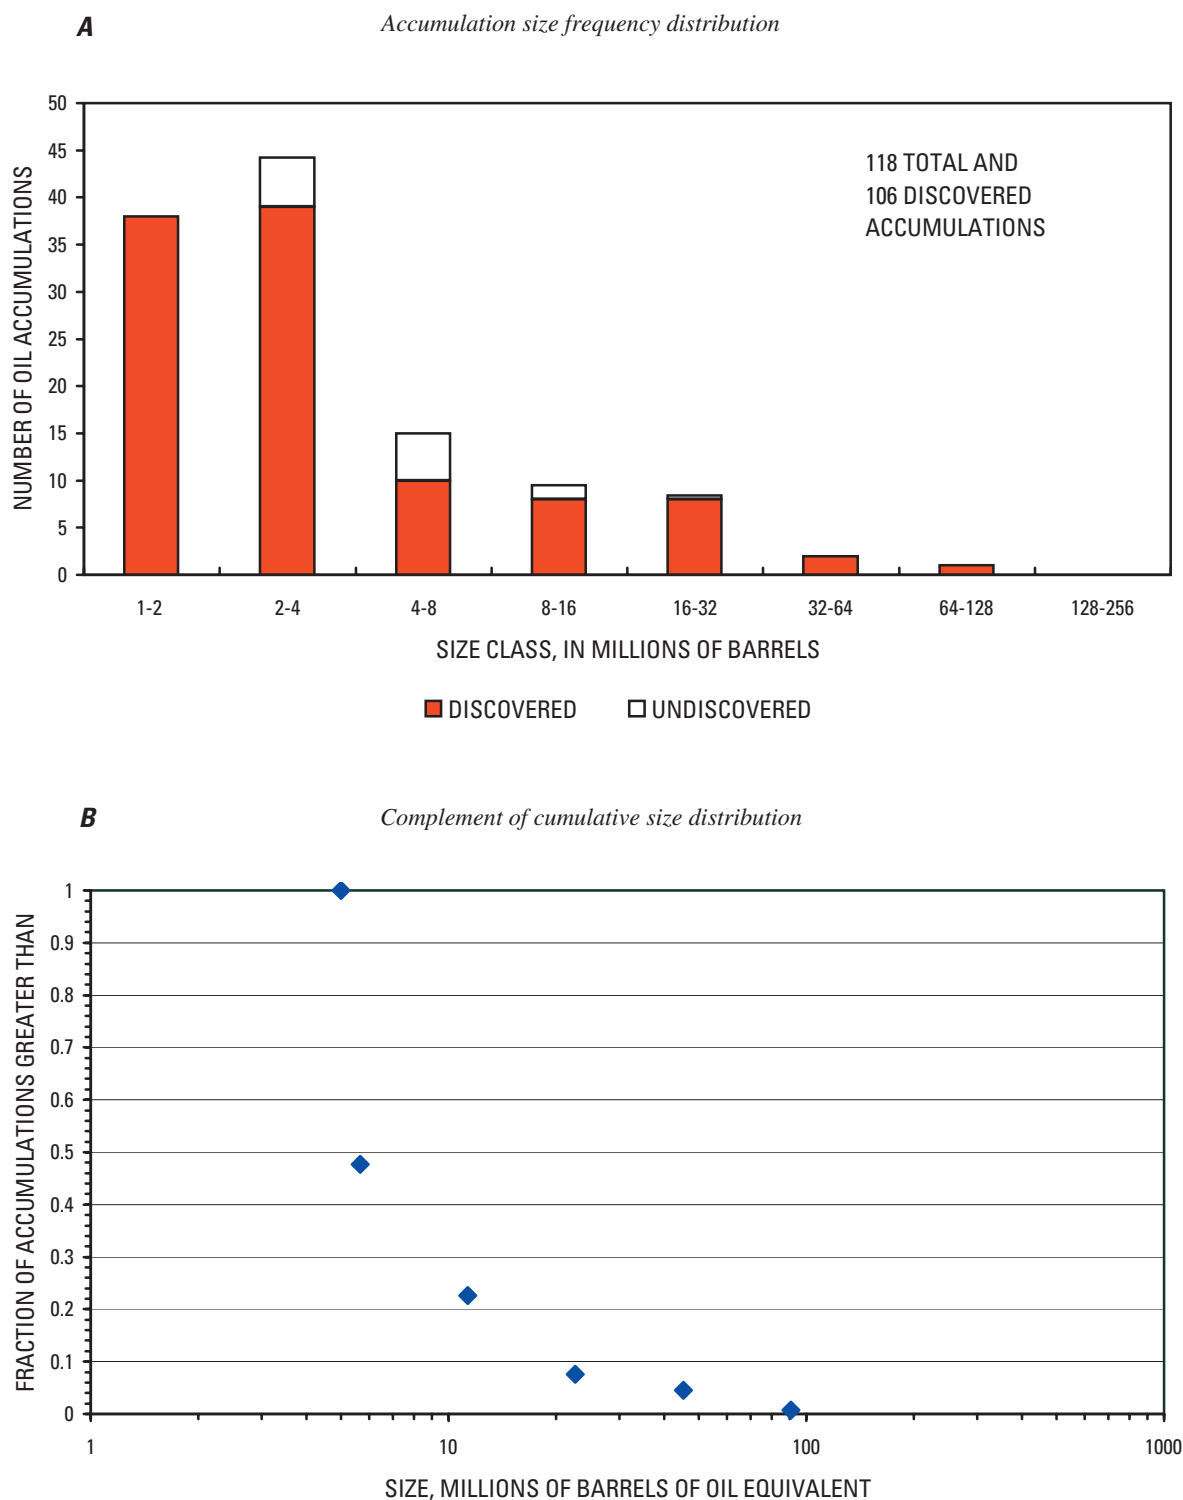 A
Accumulation size frequency distribution
50
45
40
35
30
25
20
15
10
5
0
NUMBER OF OIL ACCUMULATIONS
118 TOTAL AND
106 DISCOVERED
ACCUMULATIONS
1-2 2-4 4-8 8-16 16-32 32-64 64-128 128-256
SIZE CLASS, IN MILLIONS OF BARRELS
DISCOVERED UNDISCOVERED
B
Complement of cumulative size distribution
1
0.9
0.8
0.7
0.6
0.5
0.4
0.3
0.2
0.1
0
FRACTION OF ACCUMULATIONS GREATER THAN
1 10 100 1000
SIZE, MILLIONS OF BARRELS OF OIL EQUIVALENT